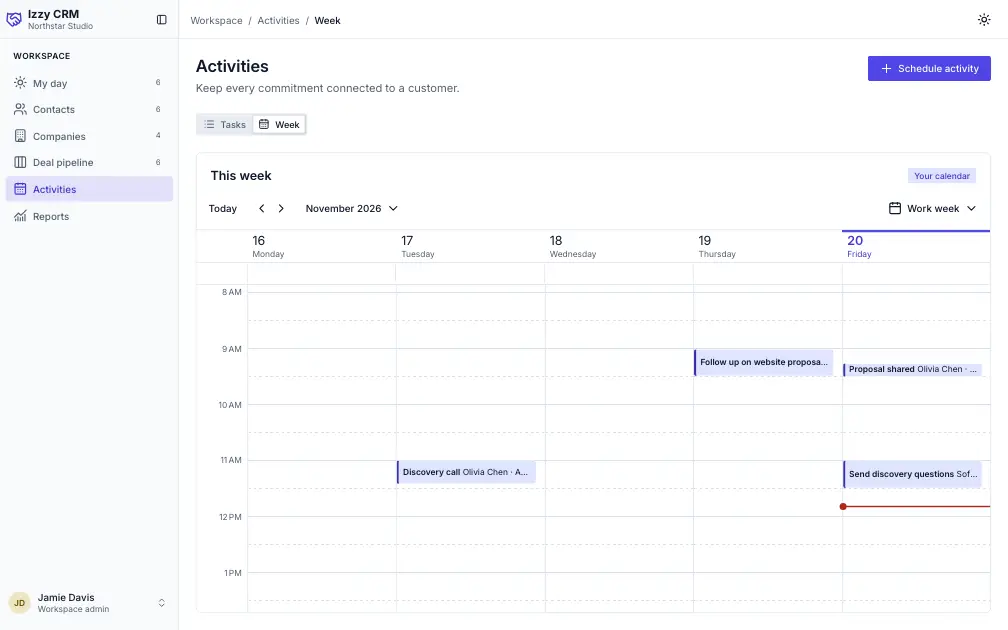 Izzy CRM
Northstar Studio
Workspace / Activities / Week
WORKSPACE
My day 6
Contacts 6
Companies 4
Deal pipeline 6
Activities
Reports
JD
Jamie Davis
Workspace admin
Activities
Keep every commitment connected to a customer.
Schedule activity
Tasks
Week
This week
Your calendar
Today
November 2026
Work week
16
Monday
17
Tuesday
18
Wednesday
19
Thursday
20
Friday
8 AM
9 AM
Follow up on website proposa...
Proposal shared Olivia Chen · ...
10 AM
11 AM
Discovery call Olivia Chen · A...
Send discovery questions Sof...
12 PM
1 PM